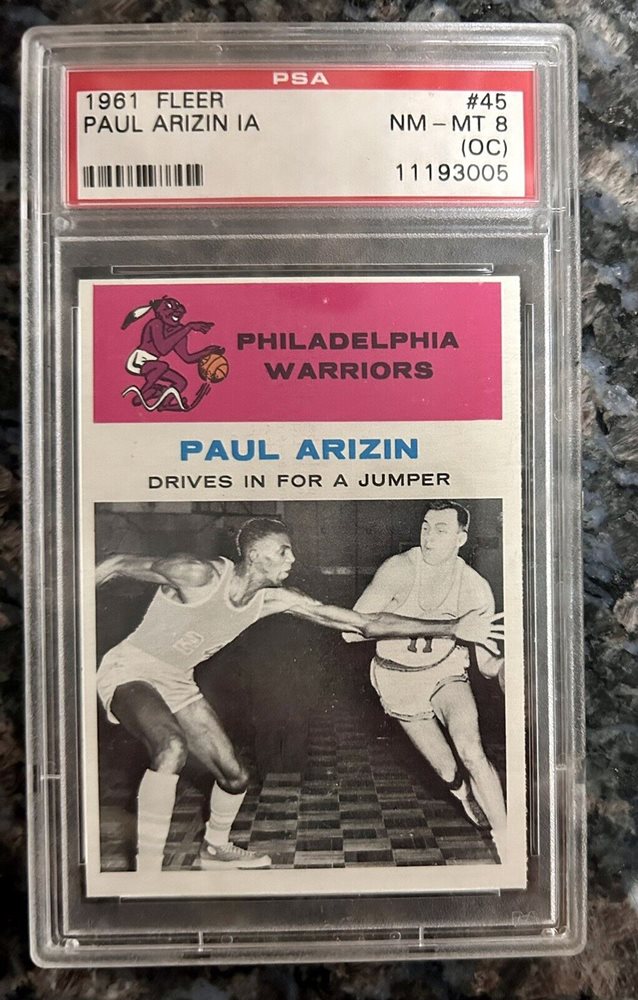 PSA
1961 FLEER #45
PAUL ARIZIN IA NM-MT 8
(OC)
11193005
PHILADELPHIA
WARRIORS
PAUL ARIZIN
DRIVES IN FOR A JUMPER
11